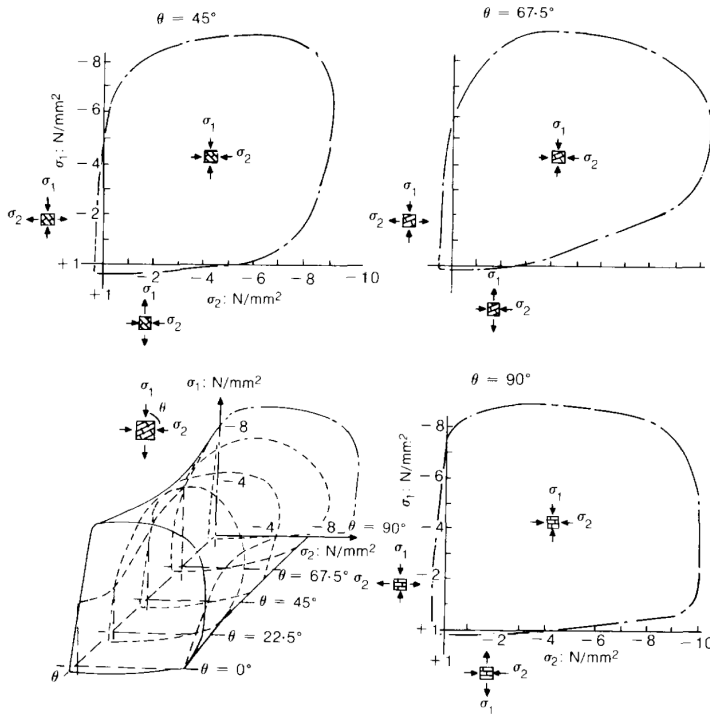 θ = 45°
σ₁: N/mm²
-8
-6
-4
-2
+1
+1
-2
-4
-6
-8
-10
σ₂: N/mm²
σ₁
σ₂
σ₁
σ₂
σ₁
σ₂
θ = 67·5°
σ₁
σ₂
σ₁
σ₂
σ₁
σ₂
σ₁: N/mm²
σ₁
θ
σ₂
-8
-4
-4
-8
θ = 90°
σ₂: N/mm²
θ = 67·5°
θ = 45°
θ = 22·5°
θ = 0°
θ
θ = 90°
σ₁: N/mm²
-8
-6
-4
-2
+1
+1
-2
-4
-6
-8
-10
σ₂: N/mm²
σ₁
σ₂
σ₁
σ₂
σ₂
σ₁